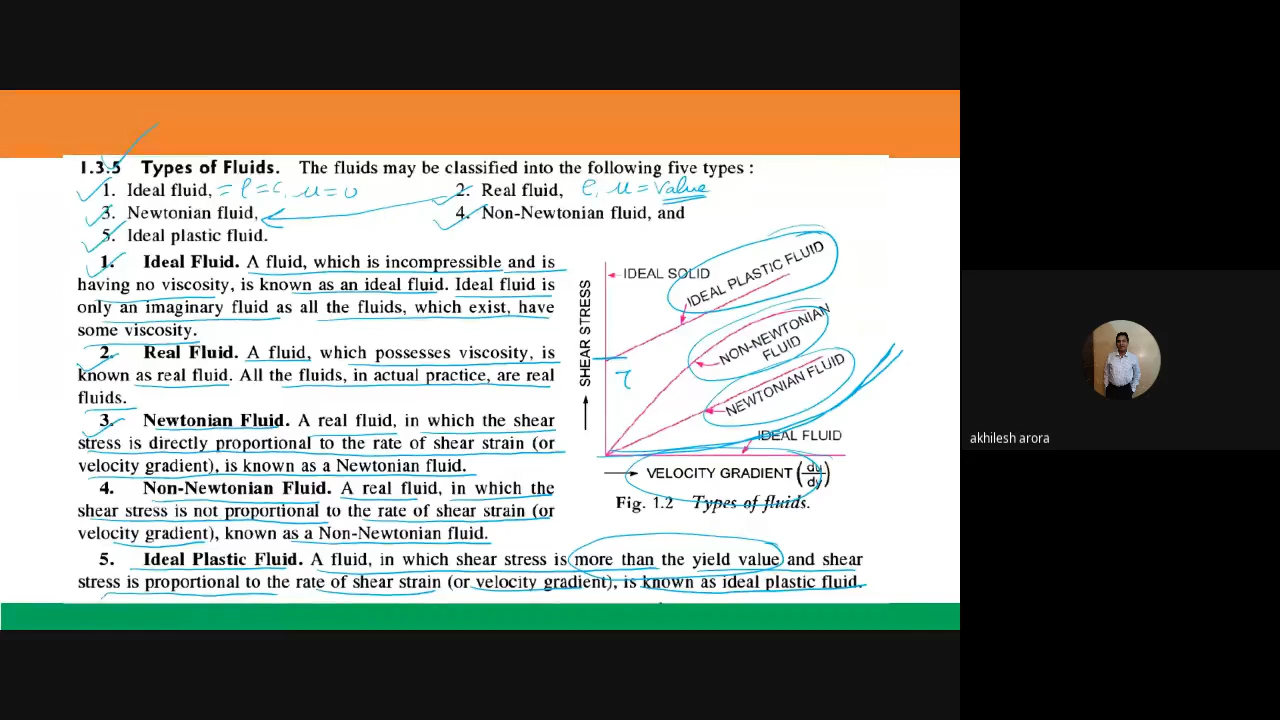 1.3.5 Types of Fluids. The fluids may be classified into the following five types :
1. Ideal fluid, = ρ = c, μ = 0 2. Real fluid, ρ, μ = value
3. Newtonian fluid, 4. Non-Newtonian fluid, and
5. Ideal plastic fluid.
1. Ideal Fluid. A fluid, which is incompressible and is
having no viscosity, is known as an ideal fluid. Ideal fluid is
only an imaginary fluid as all the fluids, which exist, have
some viscosity.
2. Real Fluid. A fluid, which possesses viscosity, is
known as real fluid. All the fluids, in actual practice, are real
fluids.
3. Newtonian Fluid. A real fluid, in which the shear
stress is directly proportional to the rate of shear strain (or
velocity gradient), is known as a Newtonian fluid.
4. Non-Newtonian Fluid. A real fluid, in which the
shear stress is not proportional to the rate of shear strain (or
velocity gradient), known as a Non-Newtonian fluid.
IDEAL SOLID
IDEAL PLASTIC FLUID
NON-NEWTONIAN
FLUID
NEWTONIAN FLUID
IDEAL FLUID
SHEAR STRESS
VELOCITY GRADIENT (du/dy)
Fig. 1.2 Types of fluids.
5. Ideal Plastic Fluid. A fluid, in which shear stress is more than the yield value and shear
stress is proportional to the rate of shear strain (or velocity gradient), is known as ideal plastic fluid.
akhilesh arora